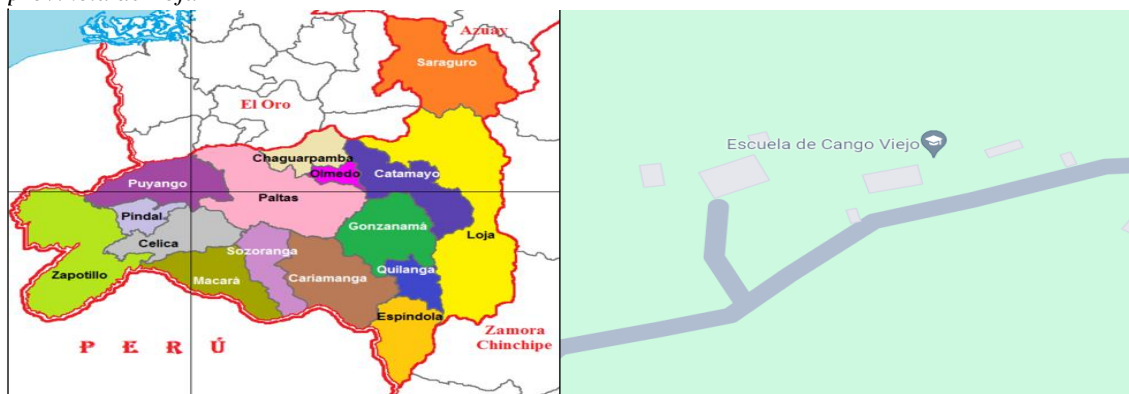 provincia de Loja.
Azuay
Saraguro
El Oro
Chaguarpamba
Olmedo
Catamayo
Puyango
Paltas
Pindal
Gonzanamá
Loja
Celica
Sozoranga
Zapotillo
Macará
Cariamanga
Quilanga
Espíndola
P E R Ú
Zamora
Chinchipe
Escuela de Cango Viejo